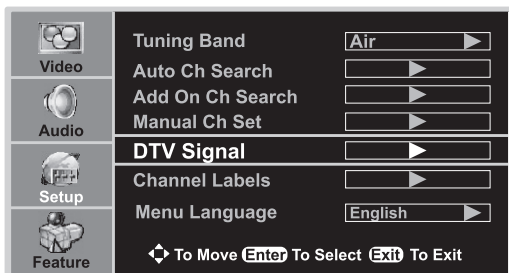 Video
Audio
Setup
Feature
Tuning Band Air
Auto Ch Search
Add On Ch Search
Manual Ch Set
DTV Signal
Channel Labels
Menu Language English
To Move Enter To Select Exit To Exit